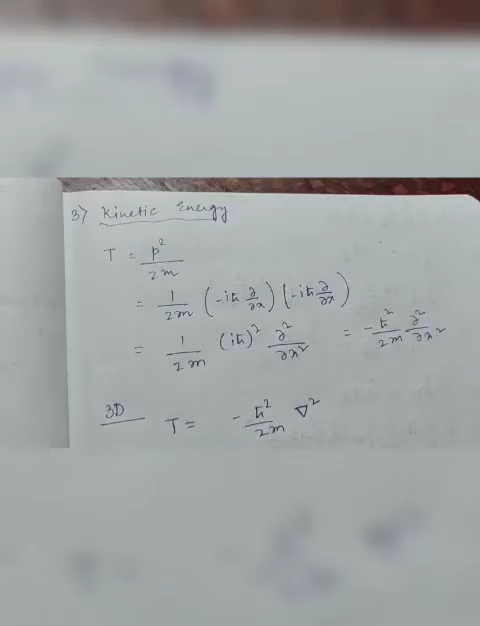 3) Kinetic Energy
T = p²/2m
= 1/2m (-iħ ∂/∂x) (-iħ ∂/∂x)
= 1/2m (iħ)² ∂²/∂x² = -ħ²/2m ∂²/∂x²
3D T = -ħ²/2m ∇²